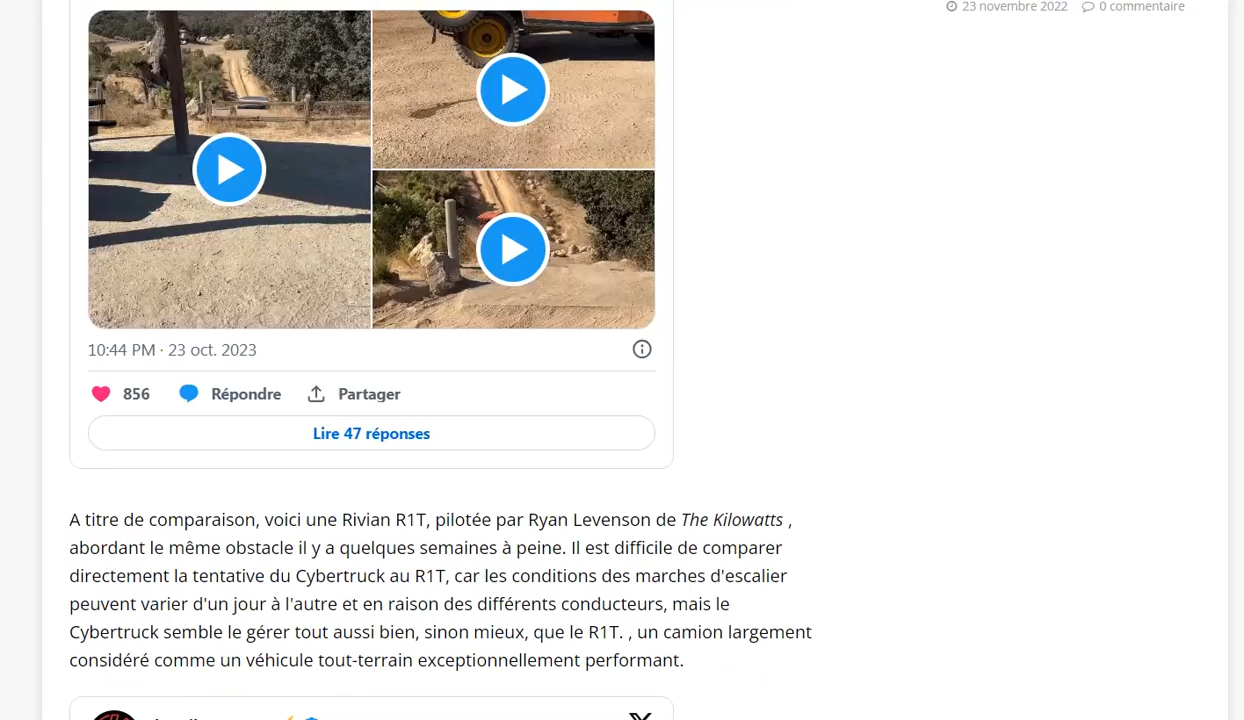 23 novembre 2022 0 commentaire
10:44 PM · 23 oct. 2023
856 Répondre Partager
Lire 47 réponses
A titre de comparaison, voici une Rivian R1T, pilotée par Ryan Levenson de The Kilowatts ,
abordant le même obstacle il y a quelques semaines à peine. Il est difficile de comparer
directement la tentative du Cybertruck au R1T, car les conditions des marches d'escalier
peuvent varier d'un jour à l'autre et en raison des différents conducteurs, mais le
Cybertruck semble le gérer tout aussi bien, sinon mieux, que le R1T. , un camion largement
considéré comme un véhicule tout-terrain exceptionnellement performant.